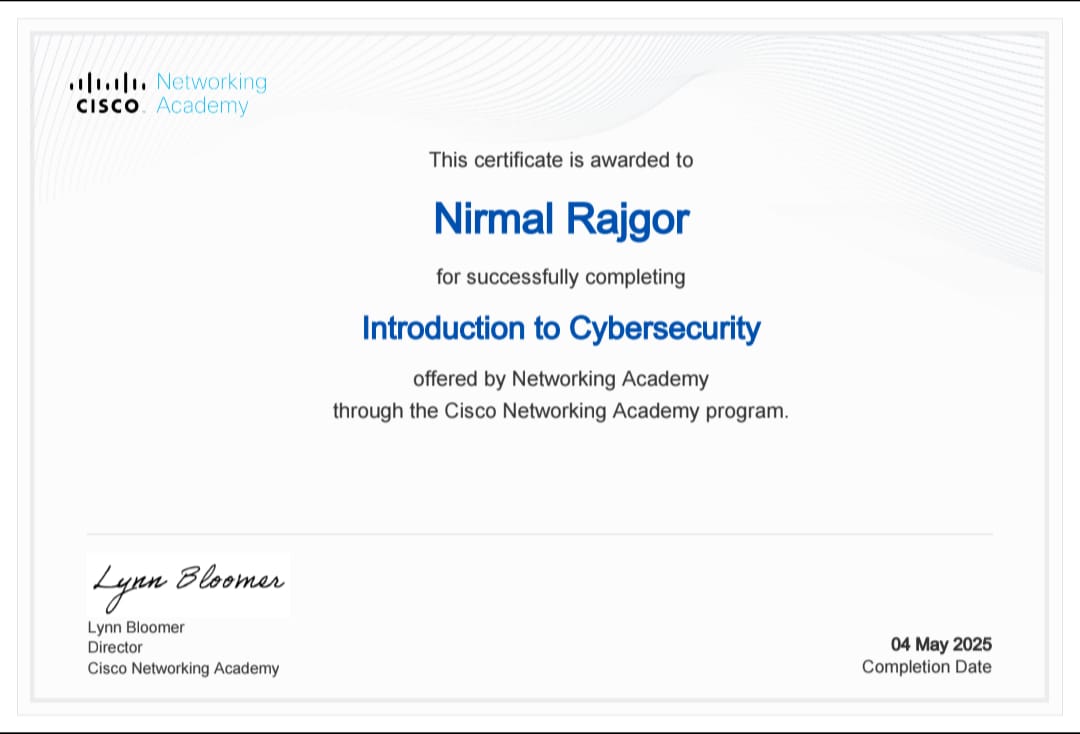 Networking
CISCO Academy
This certificate is awarded to
Nirmal Rajgor
for successfully completing
Introduction to Cybersecurity
offered by Networking Academy
through the Cisco Networking Academy program.
Lynn Bloomer
Lynn Bloomer
Director
Cisco Networking Academy
04 May 2025
Completion Date